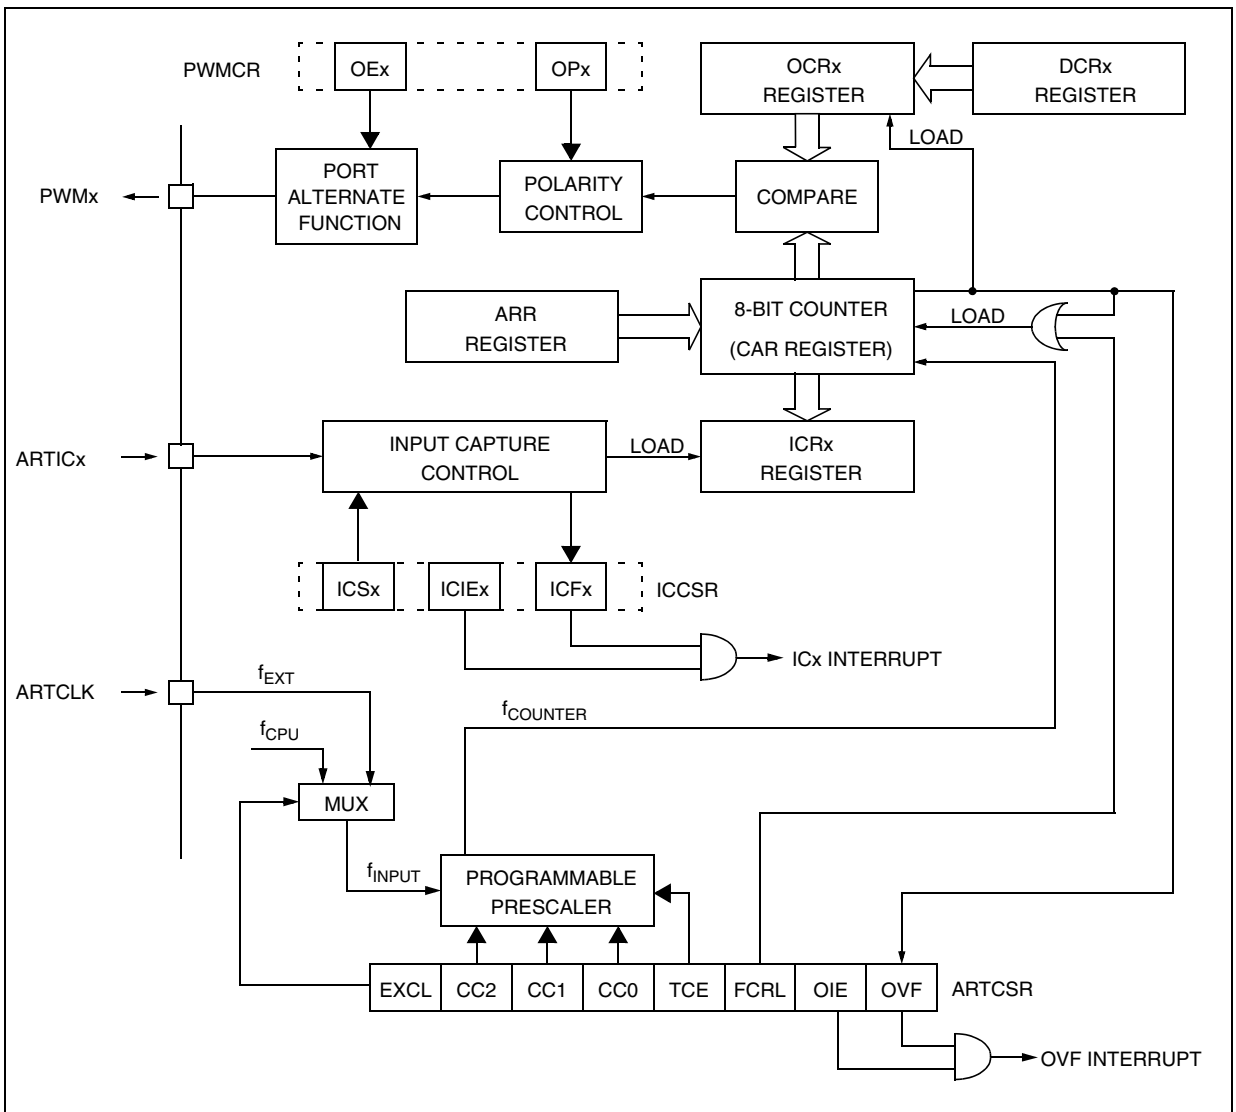 PWMCR
OEx
OPx
OCRx
REGISTER
DCRx
REGISTER
LOAD
PWMx
PORT
ALTERNATE
FUNCTION
POLARITY
CONTROL
COMPARE
ARR
REGISTER
8-BIT COUNTER
(CAR REGISTER)
LOAD
ARTICx
INPUT CAPTURE
CONTROL
LOAD
ICRx
REGISTER
ICSx
ICIEx
ICFx
ICCSR
ICx INTERRUPT
ARTCLK
fEXT
fCPU
fCOUNTER
MUX
fINPUT
PROGRAMMABLE
PRESCALER
EXCL
CC2
CC1
CC0
TCE
FCRL
OIE
OVF
ARTCSR
OVF INTERRUPT